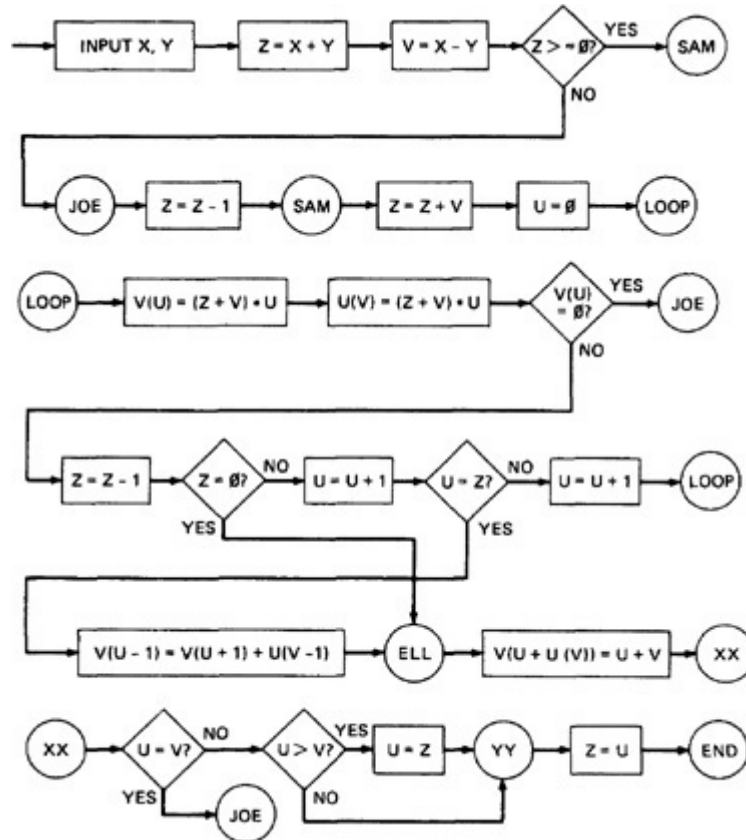 INPUT X, Y
Z = X + Y
V = X – Y
Z > = Ø?
YES
SAM
NO
JOE
Z = Z – 1
SAM
Z = Z + V
U = Ø
LOOP
LOOP
V(U) = (Z + V) * U
U(V) = (Z + V) * U
V(U)
= Ø?
YES
JOE
NO
Z = Z – 1
Z = Ø?
NO
U = U + 1
U = Z?
NO
U = U + 1
LOOP
YES
YES
V(U – 1) = V(U + 1) + U(V – 1)
ELL
V(U + U (V)) = U + V
XX
XX
U = V?
NO
U > V?
YES
U = Z
YY
Z = U
END
YES
JOE
NO